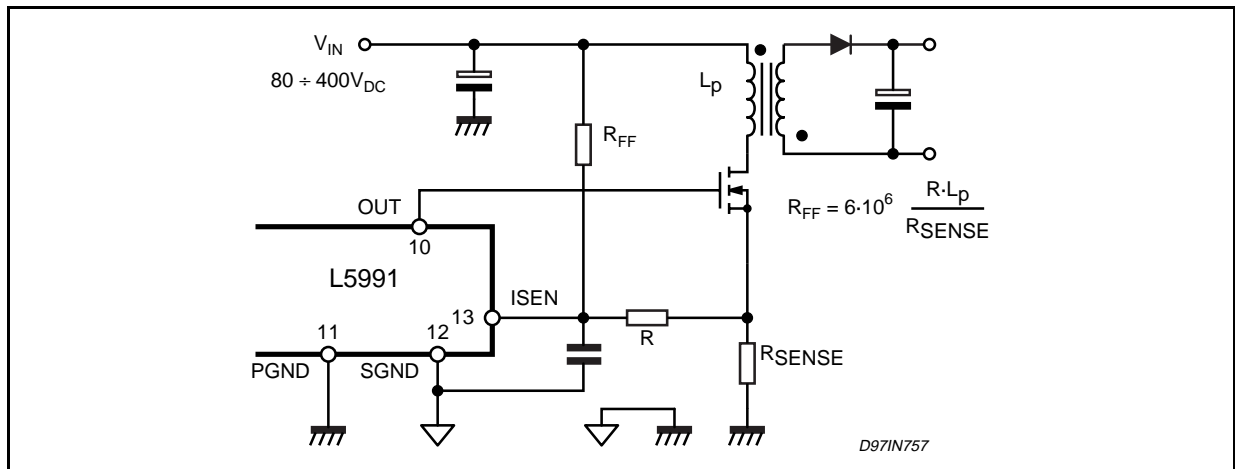 V_IN
80 ÷ 400V_DC
L_p
R_FF
OUT
10
R_FF = 6·10^6 R·L_p / R_SENSE
L5991
ISEN
13
11
12
R
PGND
SGND
R_SENSE
D97IN757